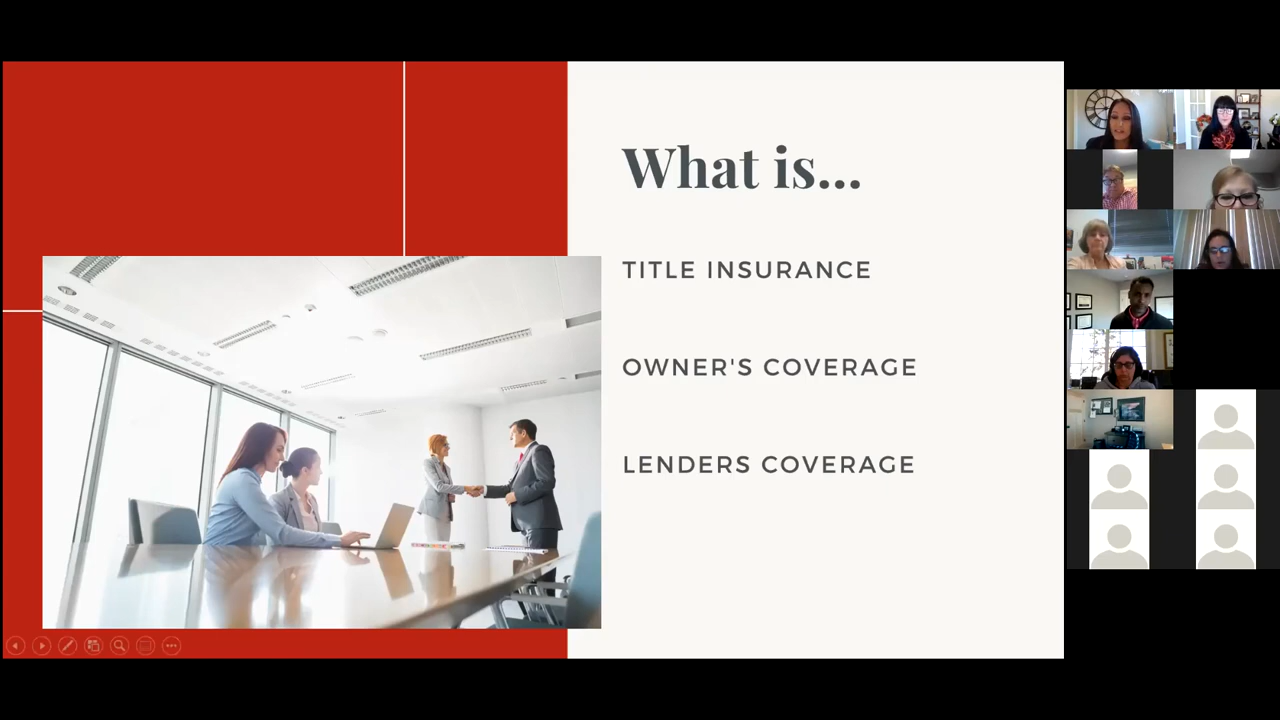 What is...
TITLE INSURANCE
OWNER'S COVERAGE
LENDERS COVERAGE